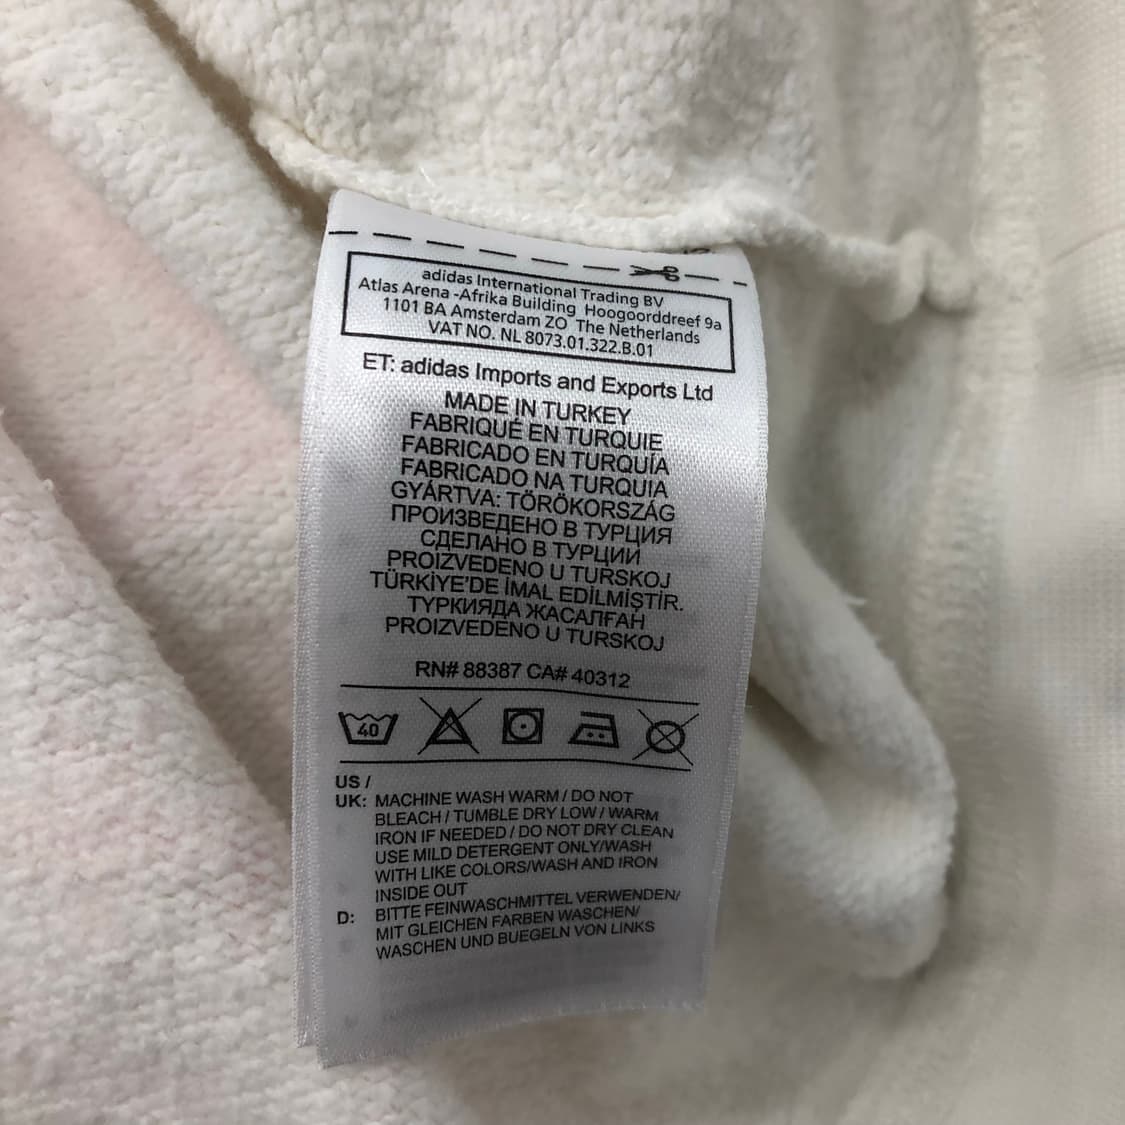 adidas International Trading BV
Atlas Arena -Afrika Building Hoogoorddreef 9a
1101 BA Amsterdam ZO The Netherlands
VAT NO. NL 8073.01.322.B.01
ET: adidas Imports and Exports Ltd
MADE IN TURKEY
FABRIQUÉ EN TURQUIE
FABRICADO EN TURQUÍA
FABRICADO NA TURQUIA
GYÁRTVA: TÖRÖKORSZÁG
ПРОИЗВЕДЕНО В ТУРЦИЯ
СДЕЛАНО В ТУРЦИИ
PROIZVEDENO U TURSKOJ
TÜRKİYE'DE İMAL EDİLMİŞTİR.
ТУРКИЯДА ЖАСАЛҒАН
PROIZVEDENO U TURSKOJ
RN# 88387 CA# 40312
40
US /
UK: MACHINE WASH WARM / DO NOT
BLEACH / TUMBLE DRY LOW / WARM
IRON IF NEEDED / DO NOT DRY CLEAN
USE MILD DETERGENT ONLY/WASH
WITH LIKE COLORS/WASH AND IRON
INSIDE OUT
D: BITTE FEINWASCHMITTEL VERWENDEN/
MIT GLEICHEN FARBEN WASCHEN/
WASCHEN UND BUEGELN VON LINKS